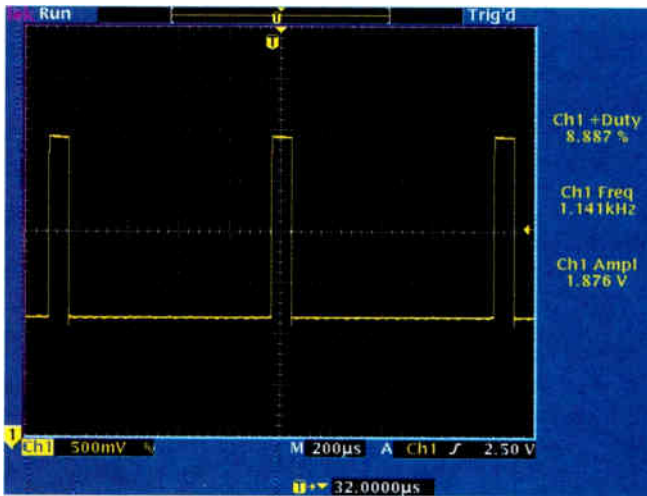 Tek Run Trig'd
U
T
Ch1 +Duty
8.887 %
Ch1 Freq
1.141kHz
Ch1 Ampl
1.876 V
1
Ch1 500mV M 200µs A Ch1 2.50 V
T 32.0000µs